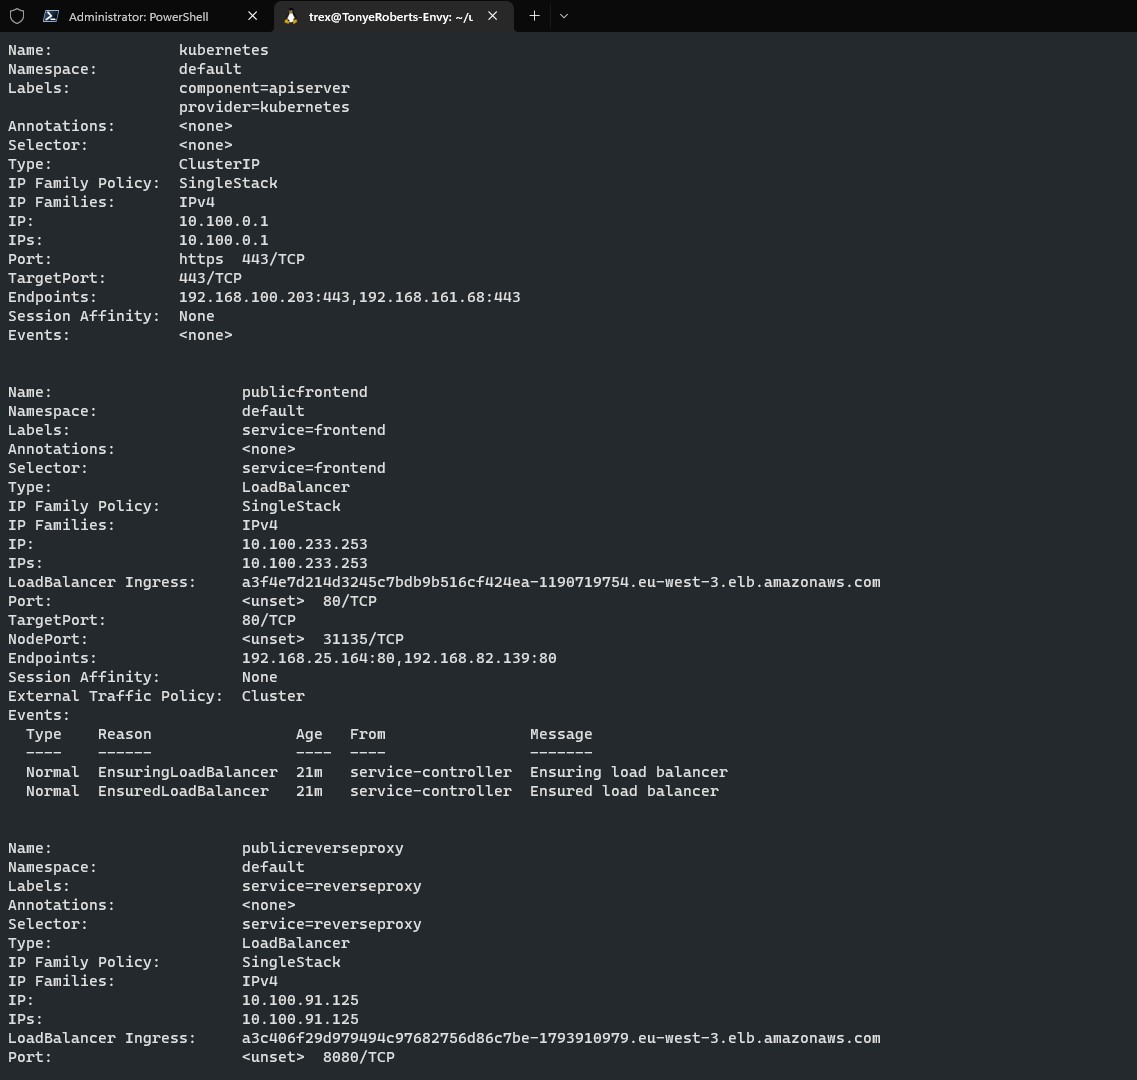 Administrator: PowerShell
trex@TonyeRoberts-Envy: ~/u
Name: kubernetes
Namespace: default
Labels: component=apiserver
provider=kubernetes
Annotations: <none>
Selector: <none>
Type: ClusterIP
IP Family Policy: SingleStack
IP Families: IPv4
IP: 10.100.0.1
IPs: 10.100.0.1
Port: https 443/TCP
TargetPort: 443/TCP
Endpoints: 192.168.100.203:443,192.168.161.68:443
Session Affinity: None
Events: <none>
Name: publicfrontend
Namespace: default
Labels: service=frontend
Annotations: <none>
Selector: service=frontend
Type: LoadBalancer
IP Family Policy: SingleStack
IP Families: IPv4
IP: 10.100.233.253
IPs: 10.100.233.253
LoadBalancer Ingress: a3f4e7d214d3245c7bdb9b516cf424ea-1190719754.eu-west-3.elb.amazonaws.com
Port: <unset> 80/TCP
TargetPort: 80/TCP
NodePort: <unset> 31135/TCP
Endpoints: 192.168.25.164:80,192.168.82.139:80
Session Affinity: None
External Traffic Policy: Cluster
Events:
Type Reason Age From Message
---- ------ ---- ---- -------
Normal EnsuringLoadBalancer 21m service-controller Ensuring load balancer
Normal EnsuredLoadBalancer 21m service-controller Ensured load balancer
Name: publicreverseproxy
Namespace: default
Labels: service=reverseproxy
Annotations: <none>
Selector: service=reverseproxy
Type: LoadBalancer
IP Family Policy: SingleStack
IP Families: IPv4
IP: 10.100.91.125
IPs: 10.100.91.125
LoadBalancer Ingress: a3c406f29d979494c97682756d86c7be-1793910979.eu-west-3.elb.amazonaws.com
Port: <unset> 8080/TCP